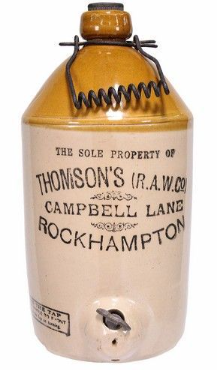 THE SOLE PROPERTY OF
THOMSON'S (R.A.W. CO)
CAMPBELL LANE
ROCKHAMPTON